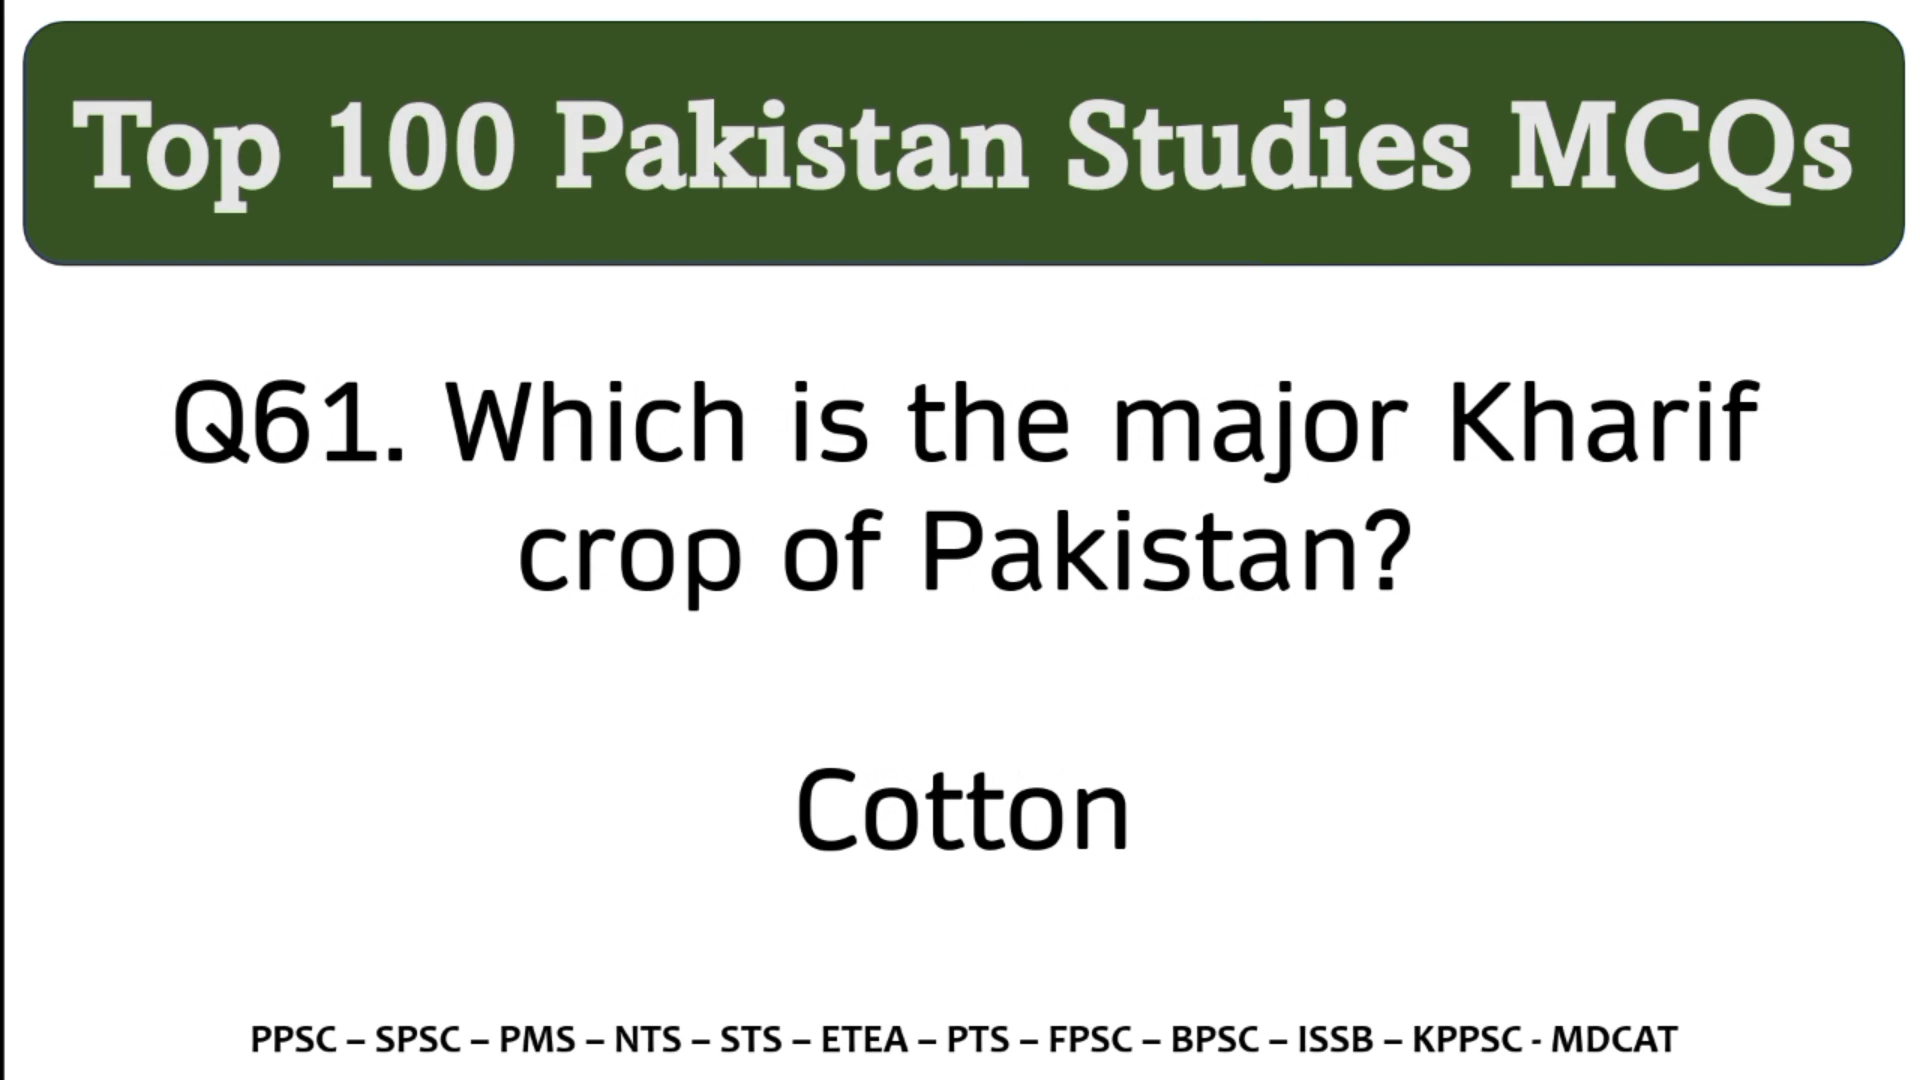 Top 100 Pakistan Studies MCQs
Q61. Which is the major Kharif
crop of Pakistan?
Cotton
PPSC – SPSC – PMS – NTS – STS – ETEA – PTS – FPSC – BPSC – ISSB – KPPSC - MDCAT